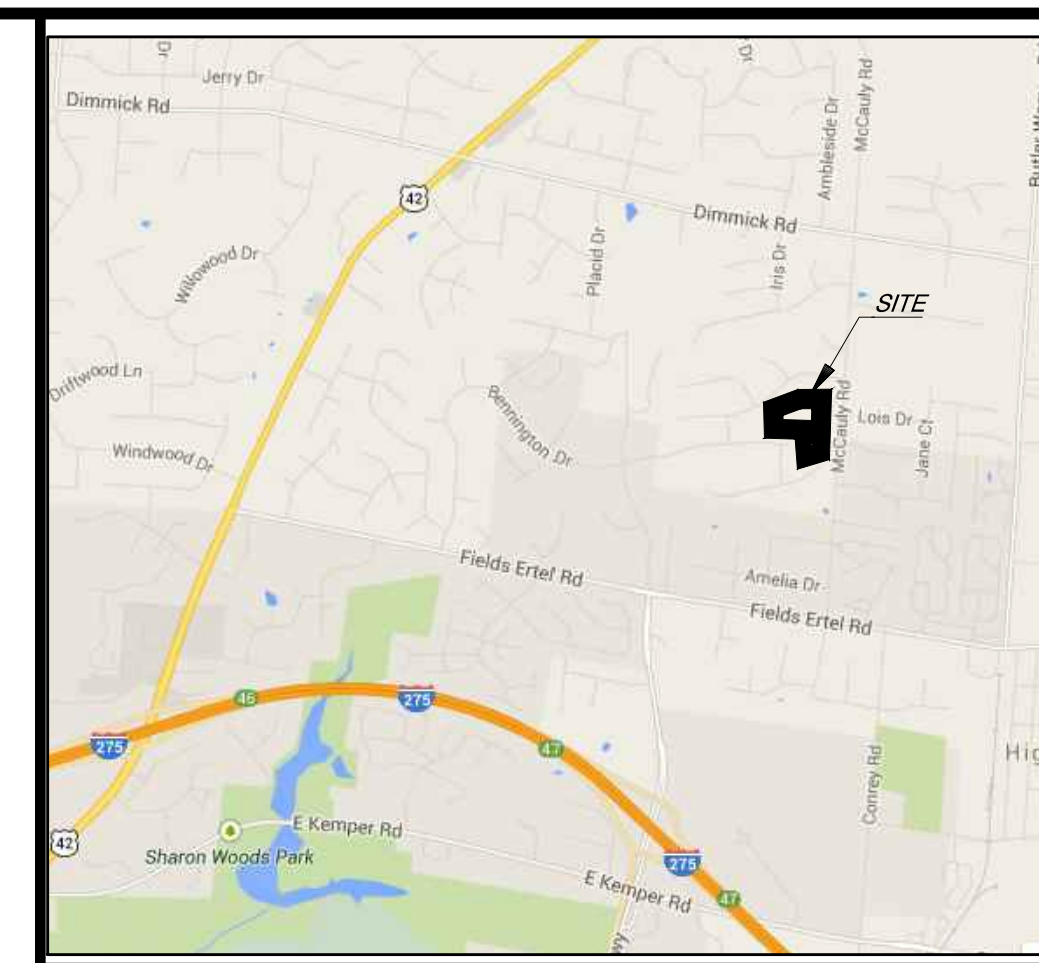 Dr
Jerry Dr
Dimmick Rd
McCauly Rd
Ambleside Dr
42
Dimmick Rd
Placid Dr
Iris Dr
SITE
Driftwood Ln
Bennington Dr
McCauly Rd
Lois Dr
Jane Ct
Windwood Dr
Fields Ertel Rd
Amelia Dr
Fields Ertel Rd
46
275
47
275
Conrey Rd
Hig
42
E Kemper Rd
Sharon Woods Park
275
E Kemper Rd
47
wy